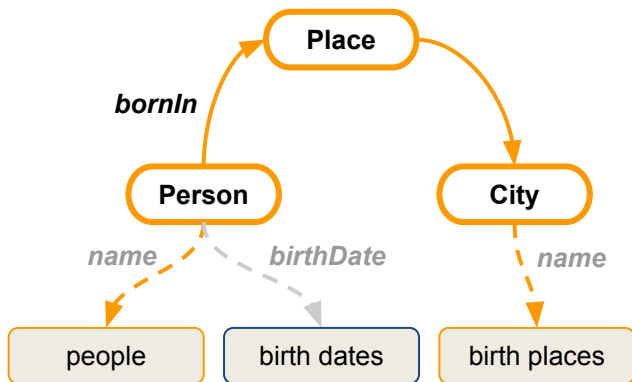 Place
bornIn
Person
City
name
birthDate
name
people
birth dates
birth places